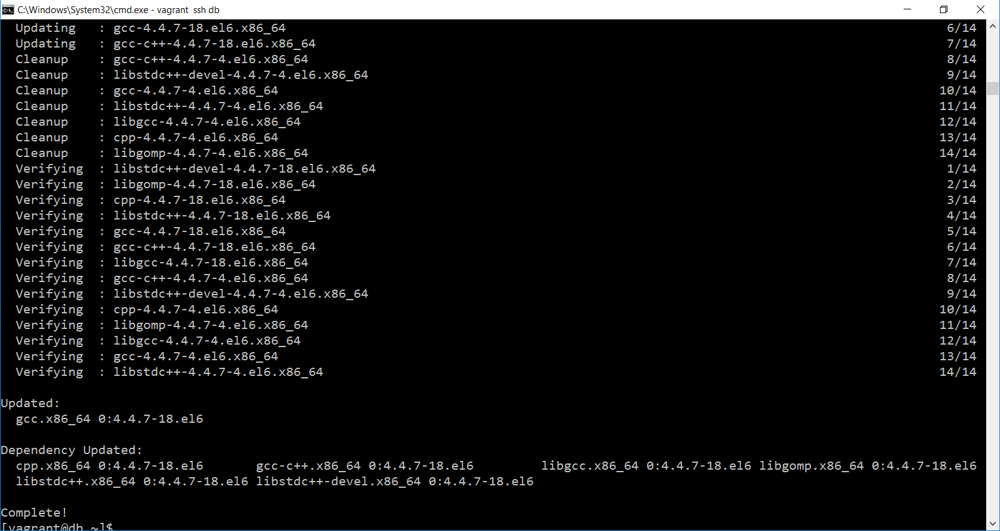 C:\Windows\System32\cmd.exe - vagrant  ssh db
  Updating   : gcc-4.4.7-18.el6.x86_64 6/14
  Updating   : gcc-c++-4.4.7-18.el6.x86_64 7/14
  Cleanup    : gcc-c++-4.4.7-4.el6.x86_64 8/14
  Cleanup    : libstdc++-devel-4.4.7-4.el6.x86_64 9/14
  Cleanup    : gcc-4.4.7-4.el6.x86_64 10/14
  Cleanup    : libstdc++-4.4.7-4.el6.x86_64 11/14
  Cleanup    : libgcc-4.4.7-4.el6.x86_64 12/14
  Cleanup    : cpp-4.4.7-4.el6.x86_64 13/14
  Cleanup    : libgomp-4.4.7-4.el6.x86_64 14/14
  Verifying  : libstdc++-devel-4.4.7-18.el6.x86_64 1/14
  Verifying  : libgomp-4.4.7-18.el6.x86_64 2/14
  Verifying  : cpp-4.4.7-18.el6.x86_64 3/14
  Verifying  : libstdc++-4.4.7-18.el6.x86_64 4/14
  Verifying  : gcc-4.4.7-18.el6.x86_64 5/14
  Verifying  : gcc-c++-4.4.7-18.el6.x86_64 6/14
  Verifying  : libgcc-4.4.7-18.el6.x86_64 7/14
  Verifying  : gcc-c++-4.4.7-4.el6.x86_64 8/14
  Verifying  : libstdc++-devel-4.4.7-4.el6.x86_64 9/14
  Verifying  : cpp-4.4.7-4.el6.x86_64 10/14
  Verifying  : libgomp-4.4.7-4.el6.x86_64 11/14
  Verifying  : libgcc-4.4.7-4.el6.x86_64 12/14
  Verifying  : gcc-4.4.7-4.el6.x86_64 13/14
  Verifying  : libstdc++-4.4.7-4.el6.x86_64 14/14
Updated:
  gcc.x86_64 0:4.4.7-18.el6
Dependency Updated:
  cpp.x86_64 0:4.4.7-18.el6       gcc-c++.x86_64 0:4.4.7-18.el6         libgcc.x86_64 0:4.4.7-18.el6 libgomp.x86_64 0:4.4.7-18.el6
  libstdc++.x86_64 0:4.4.7-18.el6 libstdc++-devel.x86_64 0:4.4.7-18.el6
Complete!
[vagrant@db ~]$